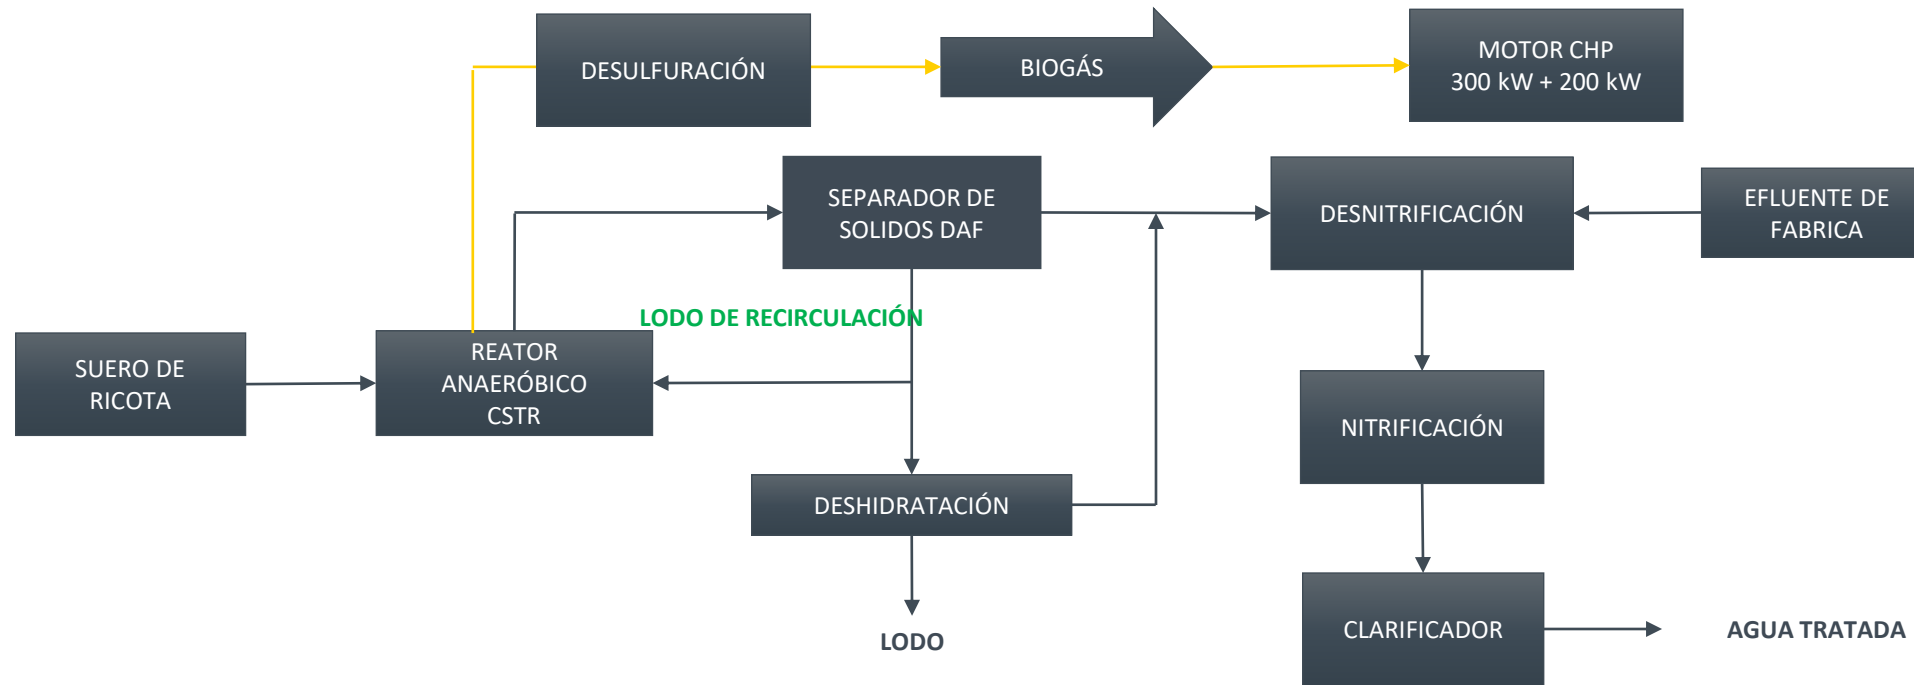 DESULFURACIÓN
BIOGÁS
MOTOR CHP
300 kW + 200 kW
SEPARADOR DE
SOLIDOS DAF
DESNITRIFICACIÓN
EFLUENTE DE
FABRICA
LODO DE RECIRCULACIÓN
SUERO DE
RICOTA
REATOR
ANAERÓBICO
CSTR
NITRIFICACIÓN
DESHIDRATACIÓN
CLARIFICADOR
AGUA TRATADA
LODO